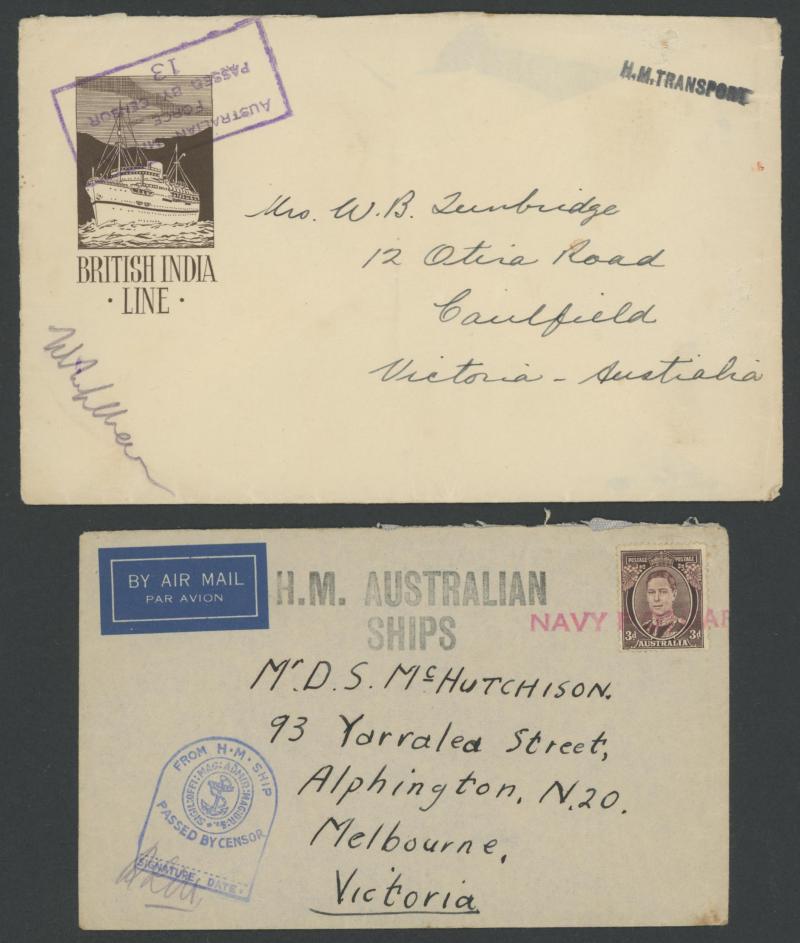 AUSTRALIAN
FORCE
PASSED BY CENSOR
13
H.M.TRANSPORT
BRITISH INDIA
· LINE ·
Mrs. W.B. Tunbridge
12 Otira Road
Caulfield
Victoria - Australia
BY AIR MAIL
PAR AVION
H.M. AUSTRALIAN
SHIPS
NAVY
POSTAGE POSTAGE
3d 3d
AUSTRALIA
Mr. D. S. McHUTCHISON.
93 Yarralea Street,
Alphington, N.20.
Melbourne,
Victoria
FROM H·M·SHIP
PASSED BY CENSOR
SIGNATURE DATE